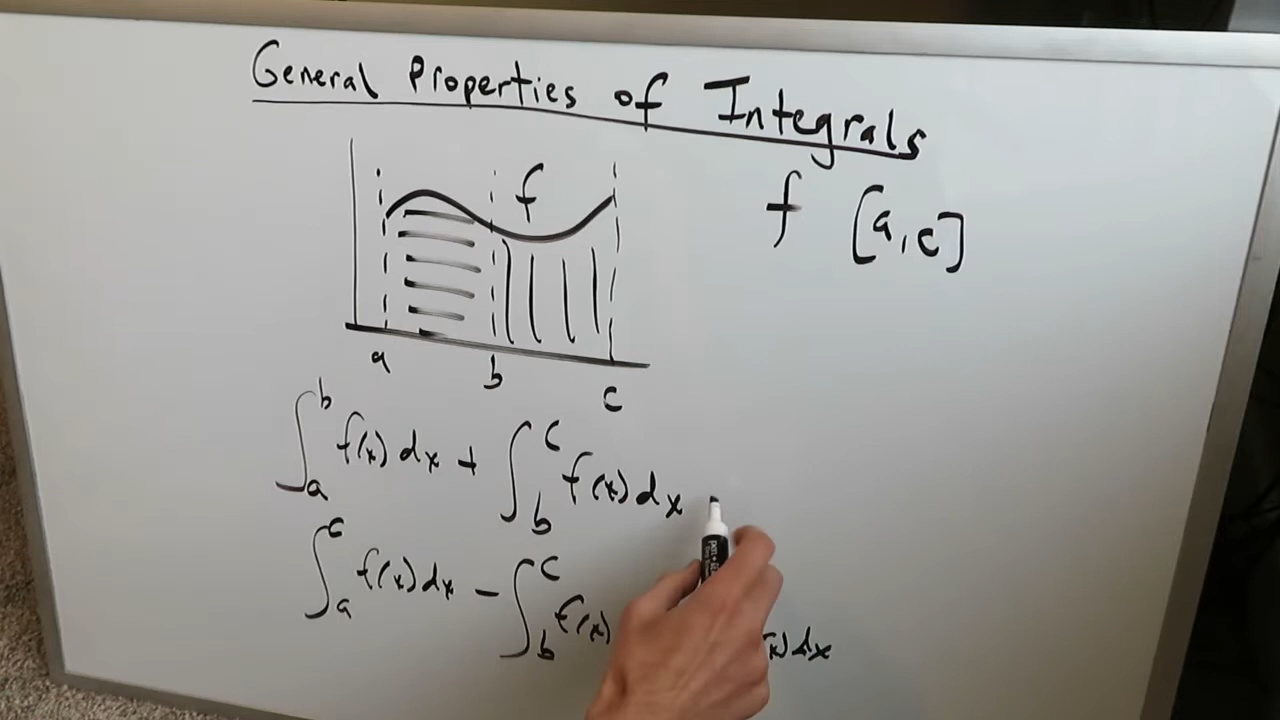 General Properties of Integrals
f
f [a,c]
a b c
∫_a^b f(x) dx + ∫_b^c f(x) dx
∫_a^c f(x) dx - ∫_b^c f(x) (x) dx